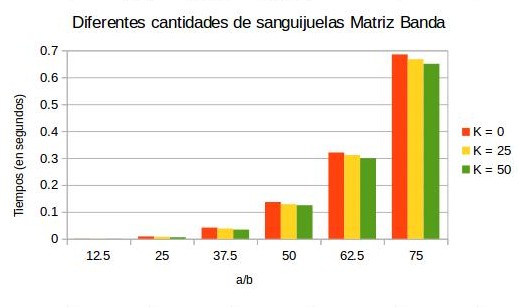 Diferentes cantidades de sanguijuelas Matriz Banda
0.7
0.6
0.5
0.4
0.3
0.2
0.1
0
Tiempos (en segundos)
12.5 25 37.5 50 62.5 75
a/b
K = 0
K = 25
K = 50